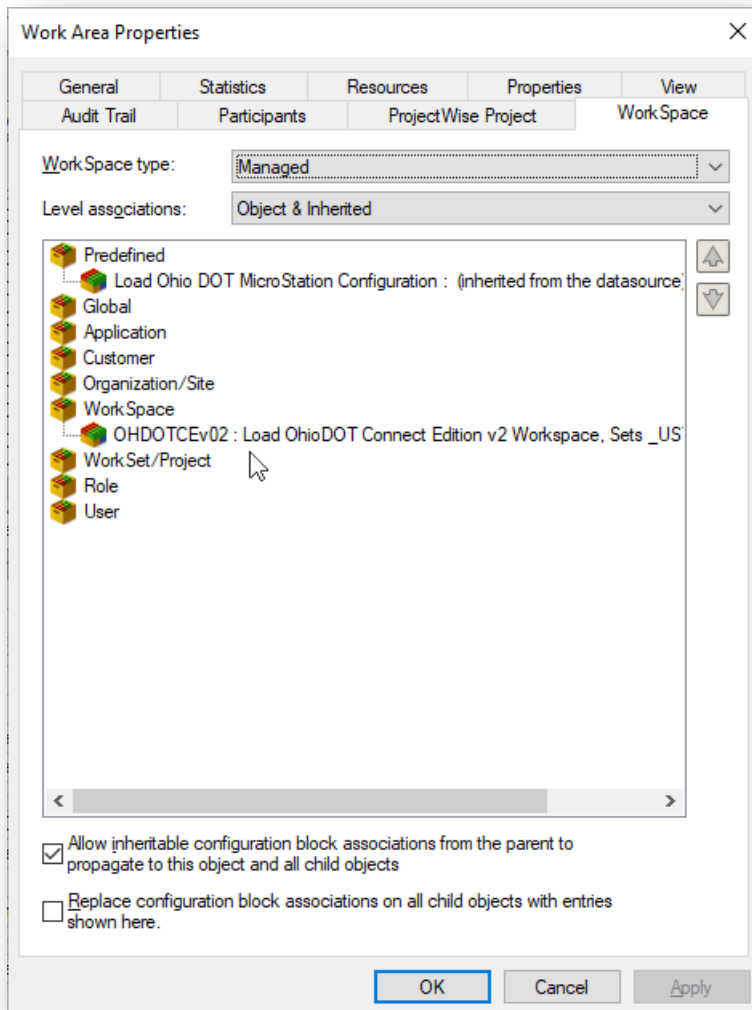 Work Area Properties
General Statistics Resources Properties View
Audit Trail Participants ProjectWise Project WorkSpace
WorkSpace type: Managed
Level associations: Object & Inherited
Predefined
Load Ohio DOT MicroStation Configuration : (inherited from the datasource)
Global
Application
Customer
Organization/Site
WorkSpace
OHDOTCEv02 : Load OhioDOT Connect Edition v2 Workspace, Sets _US
WorkSet/Project
Role
User
Allow inheritable configuration block associations from the parent to
propagate to this object and all child objects
Replace configuration block associations on all child objects with entries
shown here.
OK Cancel Apply